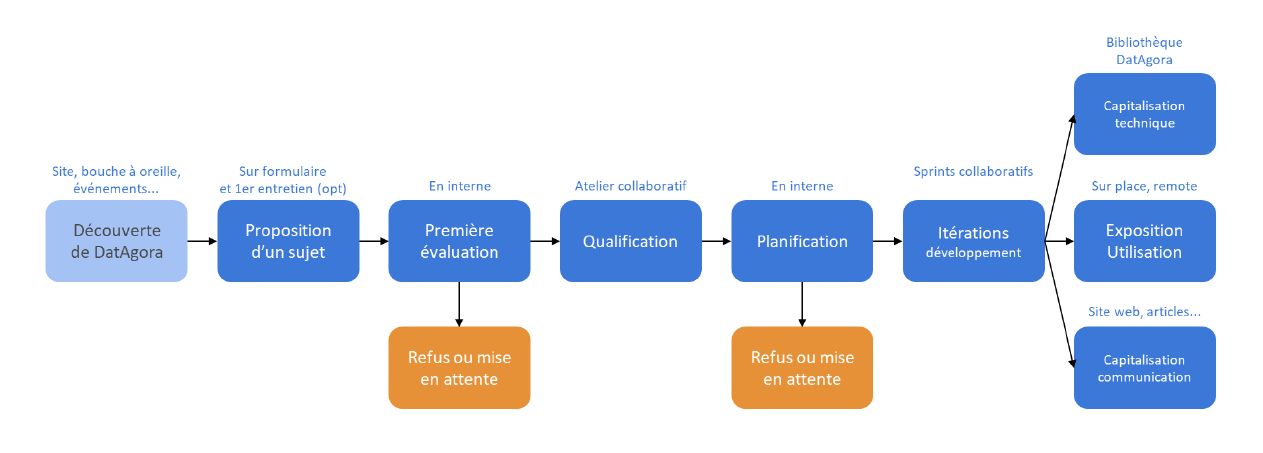 Bibliothèque
DatAgora
Capitalisation
technique
Site, bouche à oreille,
événements...
Découverte
de DatAgora
Sur formulaire
et 1er entretien (opt)
Proposition
d'un sujet
En interne
Première
évaluation
Atelier collaboratif
Qualification
En interne
Planification
Sprints collaboratifs
Itérations
développement
Sur place, remote
Exposition
Utilisation
Refus ou mise
en attente
Refus ou mise
en attente
Site web, articles...
Capitalisation
communication